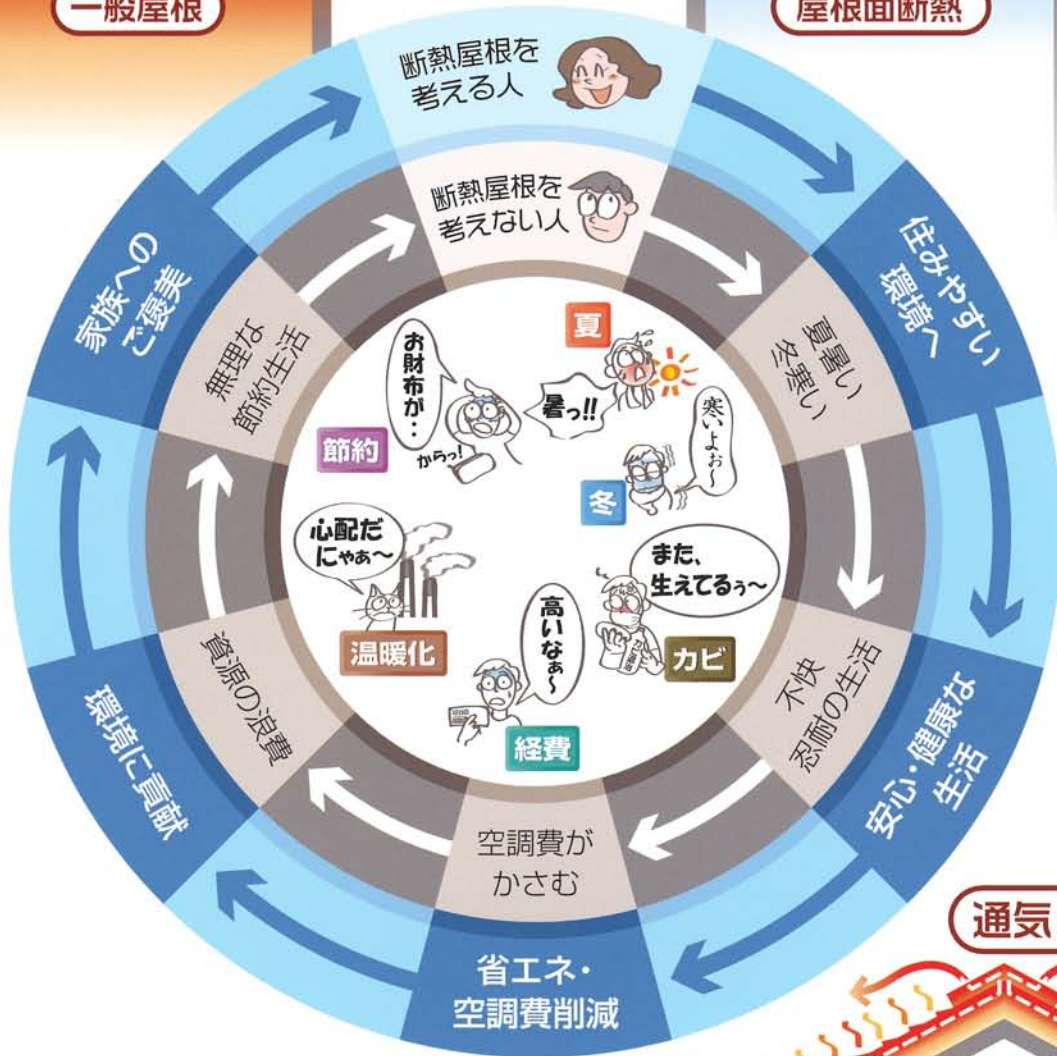 一般屋根
屋根面断熱
断熱屋根を
考える人
住みやすい
環境へ
安心・健康な
生活
省エネ・
空調費削減
環境に貢献
家族への
ご褒美
断熱屋根を
考えない人
夏暑い
冬寒い
不快
忍耐の生活
空調費が
かさむ
資源の浪費
無理な
節約生活
夏
暑っ!!
冬
寒いよぉ～
また、
生えてるぅ～
カビ
高いなぁ～
経費
心配だ
にゃあ～
温暖化
お財布が‥
からっ!
節約
通気